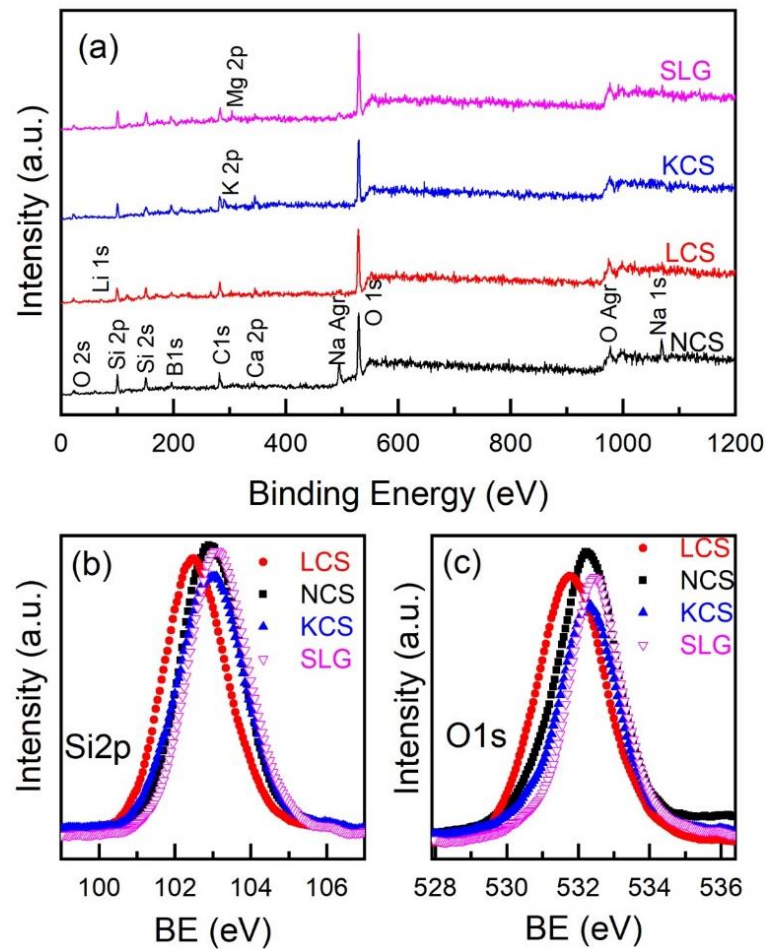 (a)
Intensity (a.u.)
Mg 2p
SLG
K 2p
KCS
Li 1s
LCS
O 2s
Si 2p
Si 2s
B1s
C1s
Ca 2p
Na Agr
O 1s
O Agr
Na 1s
NCS
0 200 400 600 800 1000 1200
Binding Energy (eV)
(b)
LCS
NCS
KCS
SLG
Si2p
Intensity (a.u.)
100 102 104 106
BE (eV)
(c)
LCS
NCS
KCS
SLG
O1s
Intensity (a.u.)
528 530 532 534 536
BE (eV)